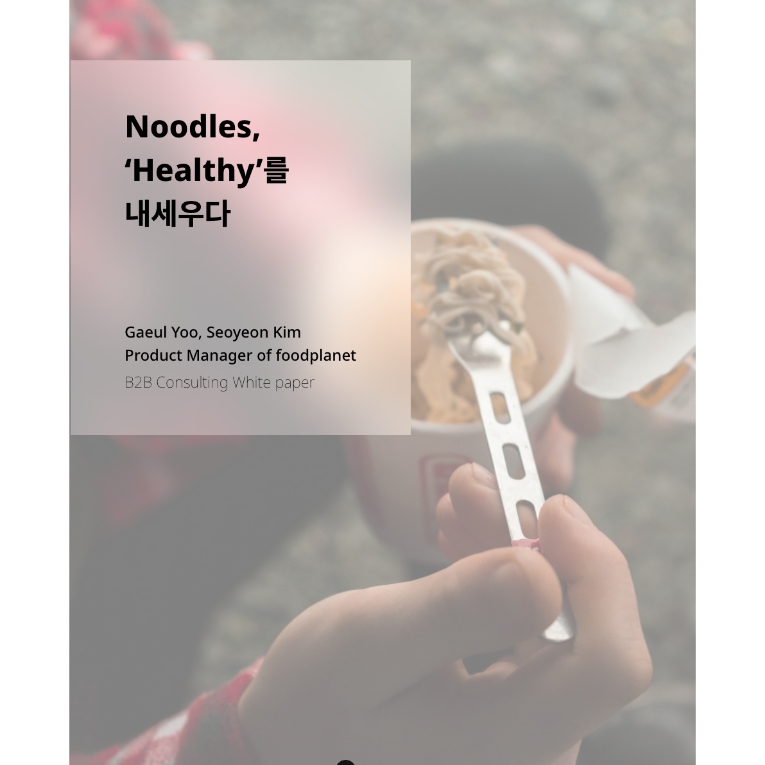 Noodles,
‘Healthy’를
내세우다
Gaeul Yoo, Seoyeon Kim
Product Manager of foodplanet
B2B Consulting White paper